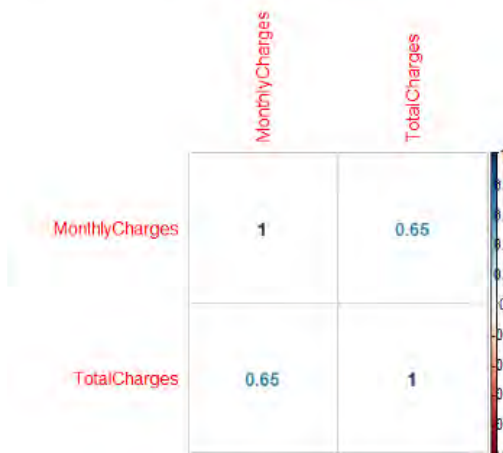 MonthlyCharges
TotalCharges
MonthlyCharges 1 0.65
TotalCharges 0.65 1